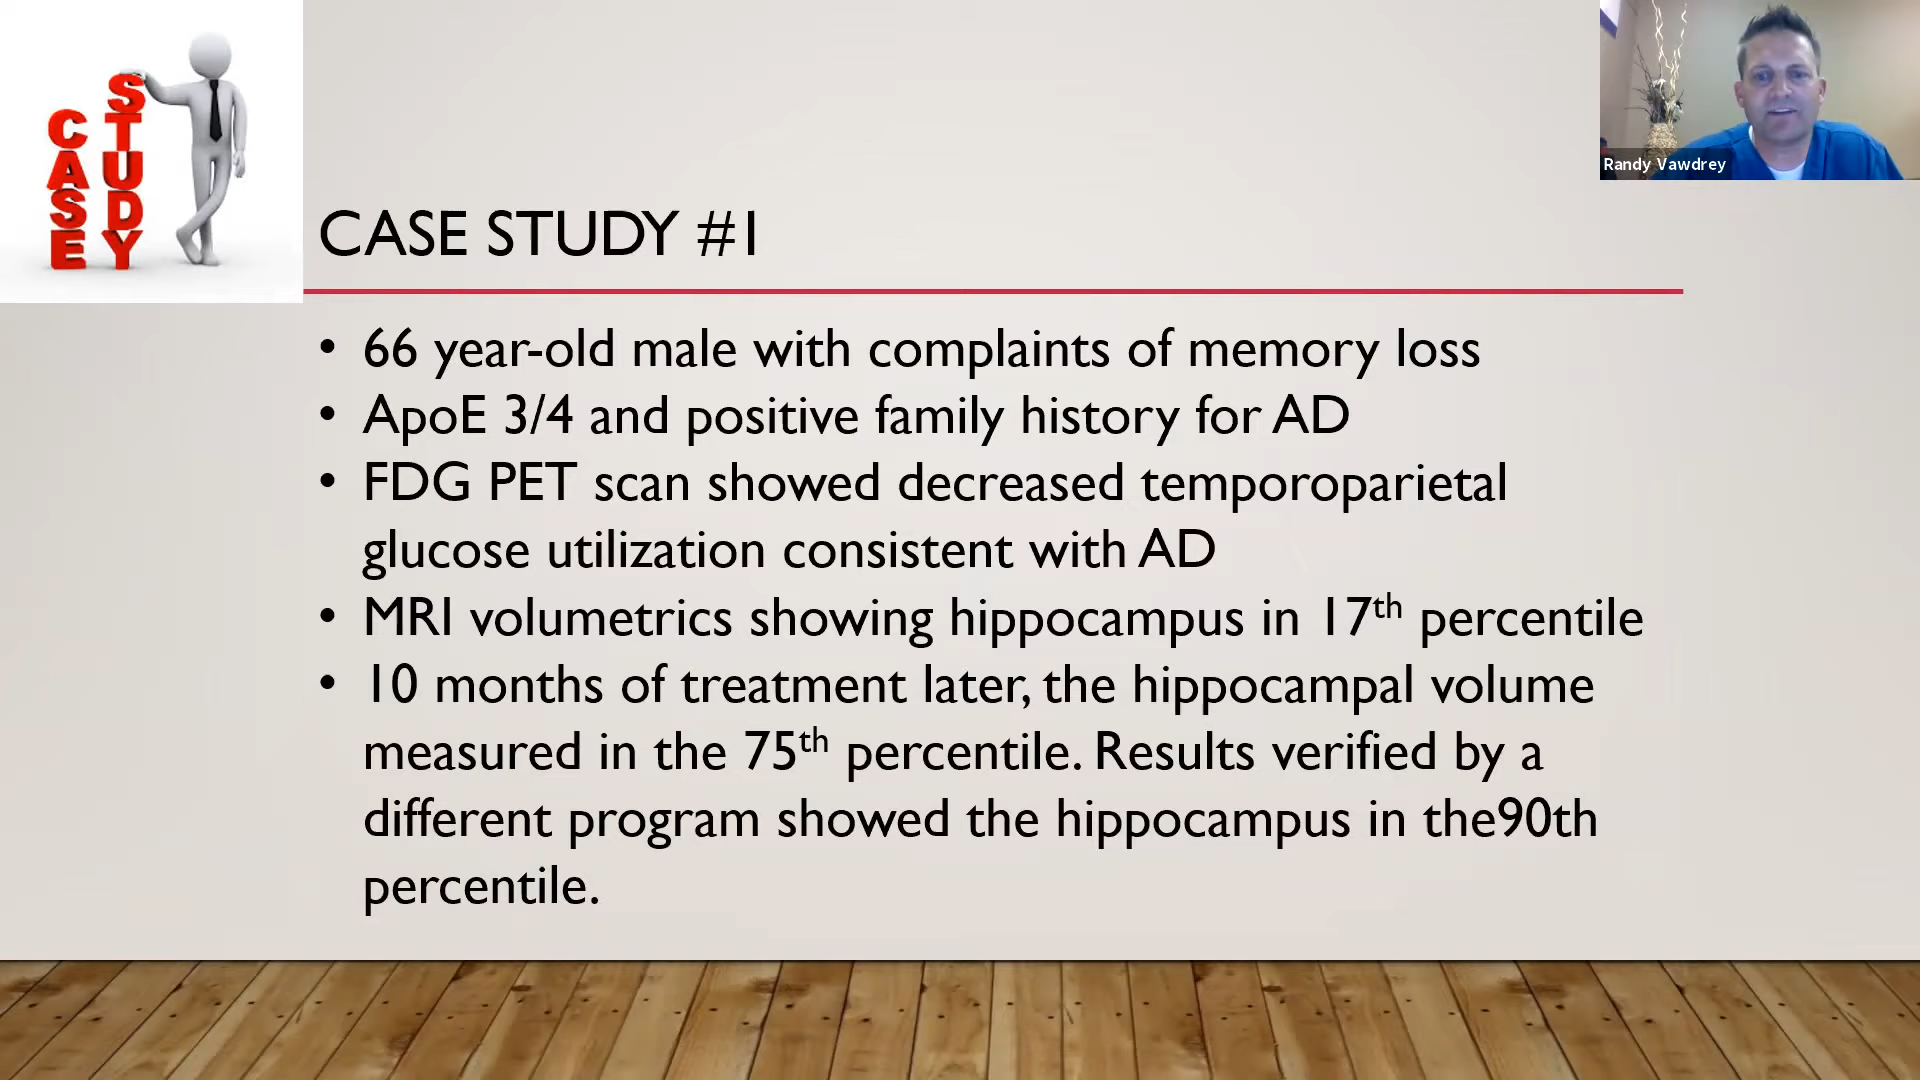 CASE
STUDY
Randy Vawdrey
CASE STUDY #1
• 66 year-old male with complaints of memory loss
• ApoE 3/4 and positive family history for AD
• FDG PET scan showed decreased temporoparietal
glucose utilization consistent with AD
• MRI volumetrics showing hippocampus in 17th percentile
• 10 months of treatment later, the hippocampal volume
measured in the 75th percentile. Results verified by a
different program showed the hippocampus in the90th
percentile.